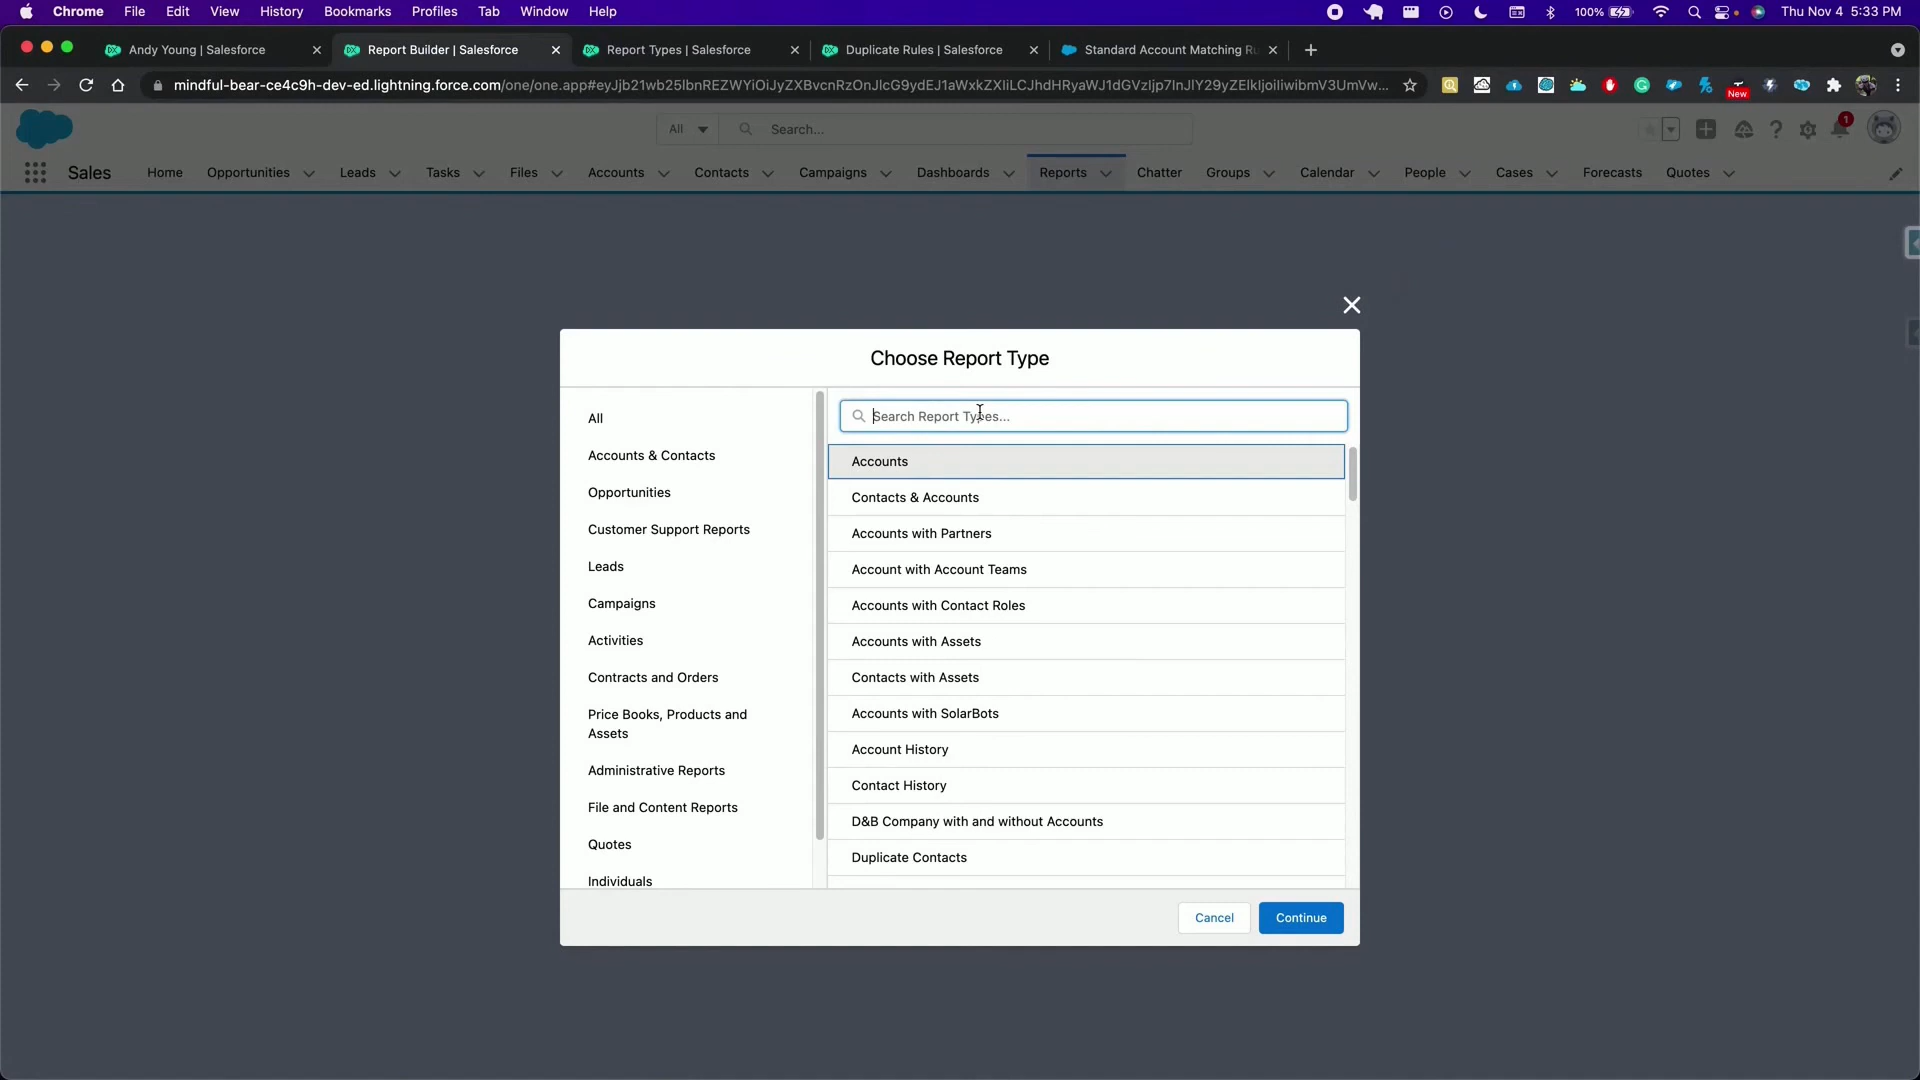 Chrome File Edit View History Bookmarks Profiles Tab Window Help 100% Thu Nov 4 5:33 PM
Andy Young | Salesforce Report Builder | Salesforce Report Types | Salesforce Duplicate Rules | Salesforce Standard Account Matching Ru
mindful-bear-ce4c9h-dev-ed.lightning.force.com/one/one.app#eyJjb21wb25lbnREZWYiOiJyZXBvcnRzOnJlcG9ydEJ1aWxkZXIiLCJhdHRyaWJ1dGVzIjp7InJlY29yZElkIjoiIiwibmV3UmVw... New
All Search... 1
Sales Home Opportunities Leads Tasks Files Accounts Contacts Campaigns Dashboards Reports Chatter Groups Calendar People Cases Forecasts Quotes
Choose Report Type
All
Accounts & Contacts
Opportunities
Customer Support Reports
Leads
Campaigns
Activities
Contracts and Orders
Price Books, Products and
Assets
Administrative Reports
File and Content Reports
Quotes
Individuals
Search Report Types...
Accounts
Contacts & Accounts
Accounts with Partners
Account with Account Teams
Accounts with Contact Roles
Accounts with Assets
Contacts with Assets
Accounts with SolarBots
Account History
Contact History
D&B Company with and without Accounts
Duplicate Contacts
Cancel Continue